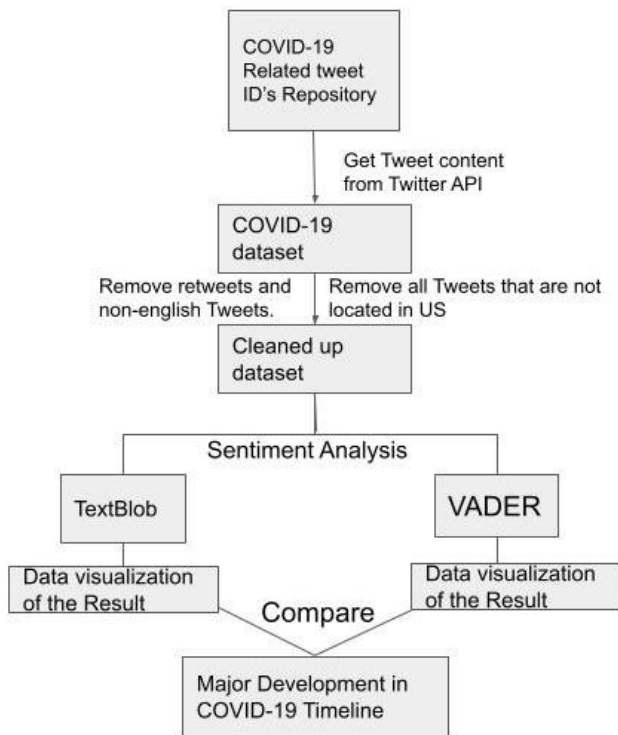 COVID-19
Related tweet
ID's Repository
Get Tweet content
from Twitter API
COVID-19
dataset
Remove retweets and
non-english Tweets.
Remove all Tweets that are not
located in US
Cleaned up
dataset
Sentiment Analysis
TextBlob
VADER
Data visualization
of the Result
Data visualization
of the Result
Compare
Major Development in
COVID-19 Timeline